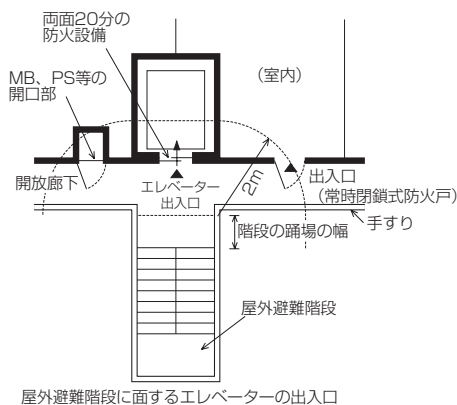 両面20分の
防火設備
MB、PS等の
開口部
(室内)
開放廊下
エレベーター
出入口
2m
出入口
(常時閉鎖式防火戸)
手すり
階段の踊場の幅
屋外避難階段
屋外避難階段に面するエレベーターの出入口